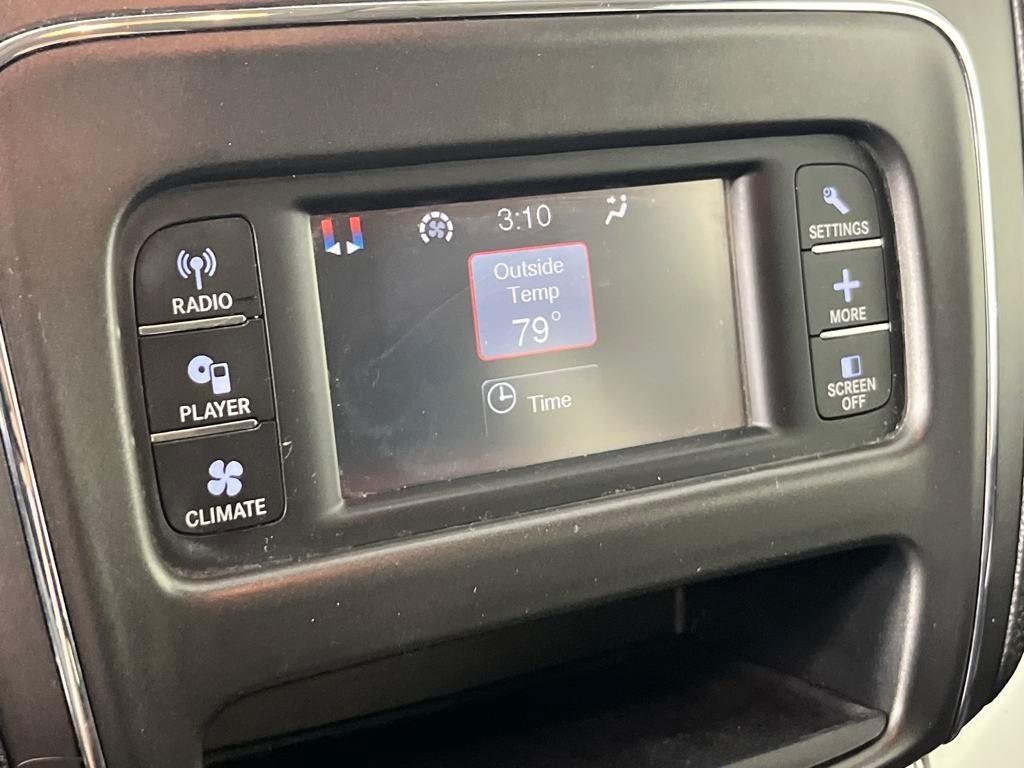 3:10
Outside
Temp
79°
Time
RADIO
PLAYER
CLIMATE
SETTINGS
MORE
SCREEN
OFF